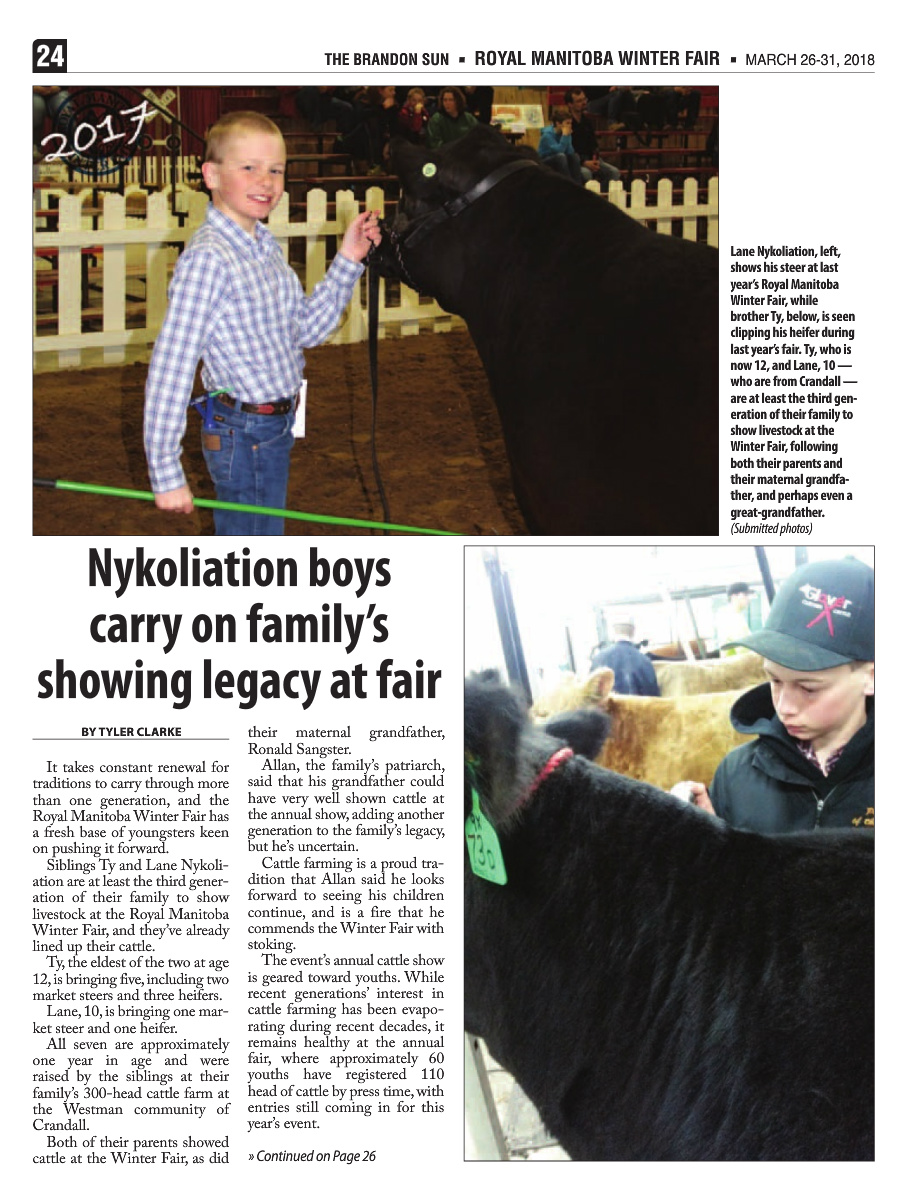 24
THE BRANDON SUN ▪ ROYAL MANITOBA WINTER FAIR ▪ MARCH 26-31, 2018
2017
Lane Nykoliation, left,
shows his steer at last
year's Royal Manitoba
Winter Fair, while
brother Ty, below, is seen
clipping his heifer during
last year's fair. Ty, who is
now 12, and Lane, 10 —
who are from Crandall —
are at least the third gen-
eration of their family to
show livestock at the
Winter Fair, following
both their parents and
their maternal grandfa-
ther, and perhaps even a
great-grandfather.
(Submitted photos)
Nykoliation boys
carry on family's
showing legacy at fair
BY TYLER CLARKE
It takes constant renewal for
traditions to carry through more
than one generation, and the
Royal Manitoba Winter Fair has
a fresh base of youngsters keen
on pushing it forward.
Siblings Ty and Lane Nykoli-
ation are at least the third gener-
ation of their family to show
livestock at the Royal Manitoba
Winter Fair, and they've already
lined up their cattle.
Ty, the eldest of the two at age
12, is bringing five, including two
market steers and three heifers.
Lane, 10, is bringing one mar-
ket steer and one heifer.
All seven are approximately
one year in age and were
raised by the siblings at their
family's 300-head cattle farm at
the Westman community of
Crandall.
Both of their parents showed
cattle at the Winter Fair, as did
their maternal grandfather,
Ronald Sangster.
Allan, the family's patriarch,
said that his grandfather could
have very well shown cattle at
the annual show, adding another
generation to the family's legacy,
but he's uncertain.
Cattle farming is a proud tra-
dition that Allan said he looks
forward to seeing his children
continue, and is a fire that he
commends the Winter Fair with
stoking.
The event's annual cattle show
is geared toward youths. While
recent generations' interest in
cattle farming has been evapo-
rating during recent decades, it
remains healthy at the annual
fair, where approximately 60
youths have registered 110
head of cattle by press time, with
entries still coming in for this
year's event.
» Continued on Page 26
73D